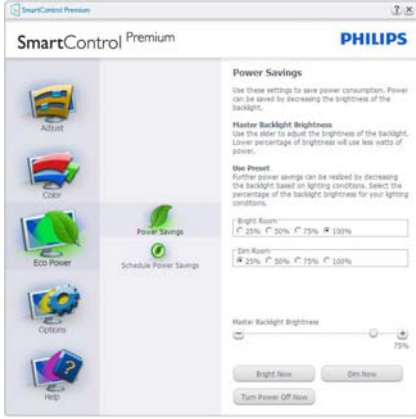 SmartControl Premium
SmartControl Premium
PHILIPS
Adjust
Color
Eco Power
Options
Help
Power Savings
Schedule Power Savings
Power Savings
Use these settings to save power consumption. Power
can be saved by decreasing the brightness of the
backlight.
Master Backlight Brightness
Use the slider to adjust the brightness of the backlight.
Lower percentage of brightness will use less watts of
power.
Use Preset
Further power savings can be realized by decreasing
the backlight based on lighting conditions. Select the
percentage of the backlight brightness for your lighting
conditions.
Bright Room
25% 50% 75% 100%
Dim Room
25% 50% 75% 100%
Master Backlight Brightness
75%
Bright Now Dim Now
Turn Power Off Now